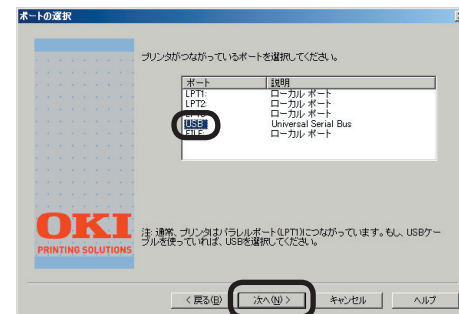 ポートの選択
プリンタがつながっているポートを選択してください。
ポート 説明
LPT1: ローカル ポート
LPT2: ローカル ポート
ローカル ポート
USB Universal Serial Bus
FILE: ローカル ポート
OKI
PRINTING SOLUTIONS
注: 通常、プリンタはパラレルポート(LPT1)につながっています。もし、USBケー
ブルを使っていれば、USBを選択してください。
< 戻る(B) 次へ(N) > キャンセル ヘルプ